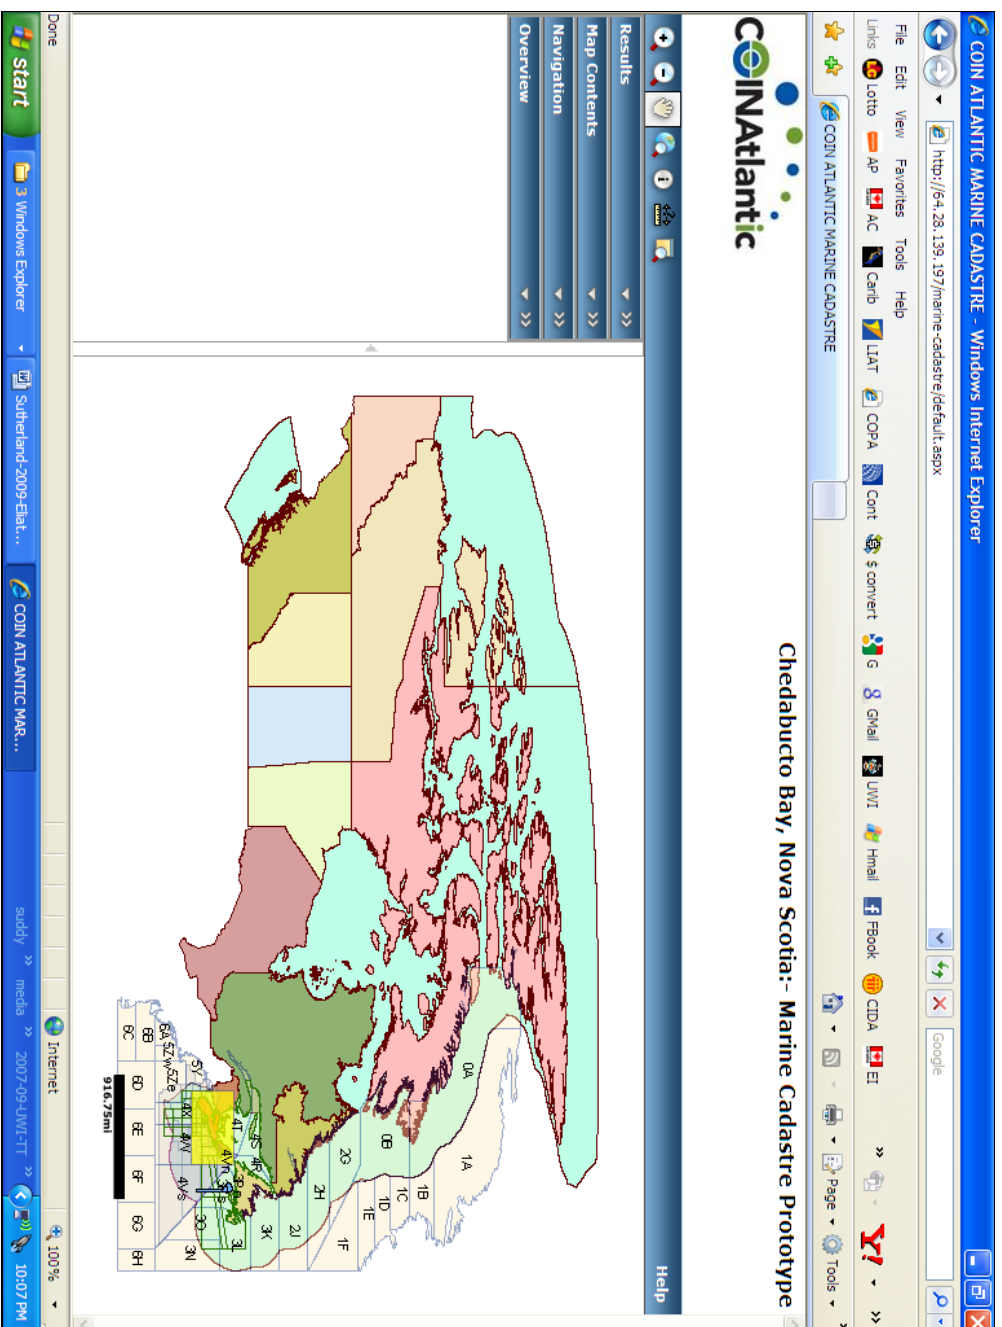 COIN ATLANTIC MARINE CADASTRE - Windows Internet Explorer
http://64.28.139.197/marine-cadastre/default.aspx
Google
File Edit View Favorites Tools Help
Links LG Lotto AP AC Carib LIAT COPA Cont $ convert G GMail UWI Hmail FBook CIDA EI
Y!
COIN ATLANTIC MARINE CADASTRE
Page Tools
COINAtlantic
Chedabucto Bay, Nova Scotia:- Marine Cadastre Prototype
Help
Results
Map Contents
Navigation
Overview
0A
1A
0B
1B
1C
1D
1E
1F
2G
2H
2J
3K
3L
3N
3O
4R
4S
4T
4Vn
4Vs
4X
4W
5Y
5Ze
5Zw
6A
6B
6C
6D
6E
6F
6G
6H
916.75mi
Done
Internet
100%
start
3 Windows Explorer
Sutherland-2009-Eliat...
COIN ATLANTIC MAR...
suddy
media
2007-09-UWI-TT
10:07 PM